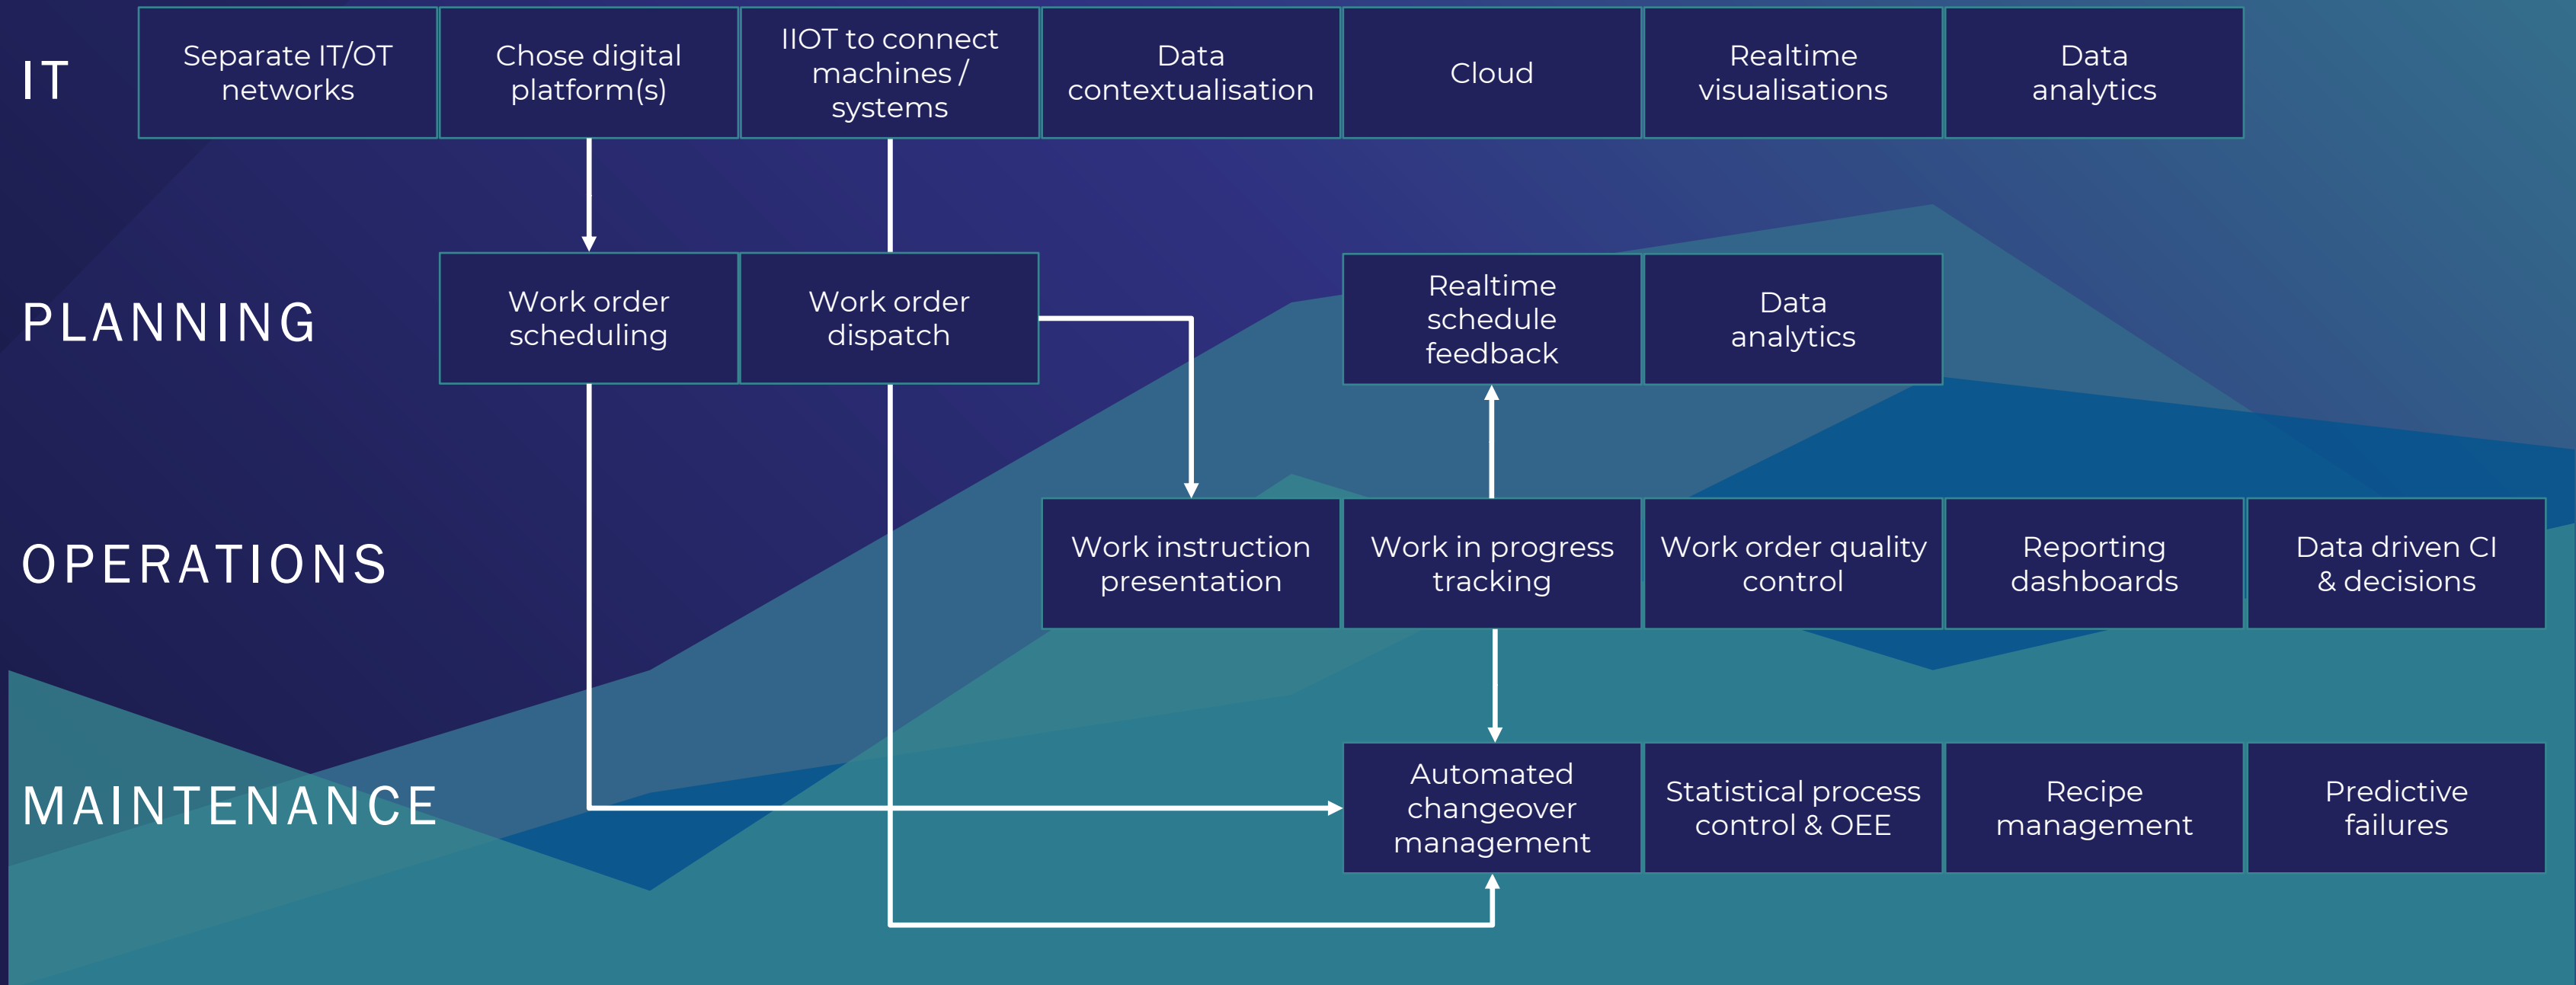 IT
Separate IT/OT
networks
Chose digital
platform(s)
IIOT to connect
machines /
systems
Data
contextualisation
Cloud
Realtime
visualisations
Data
analytics
PLANNING
Work order
scheduling
Work order
dispatch
Realtime
schedule
feedback
Data
analytics
OPERATIONS
Work instruction
presentation
Work in progress
tracking
Work order quality
control
Reporting
dashboards
Data driven CI
& decisions
MAINTENANCE
Automated
changeover
management
Statistical process
control & OEE
Recipe
management
Predictive
failures